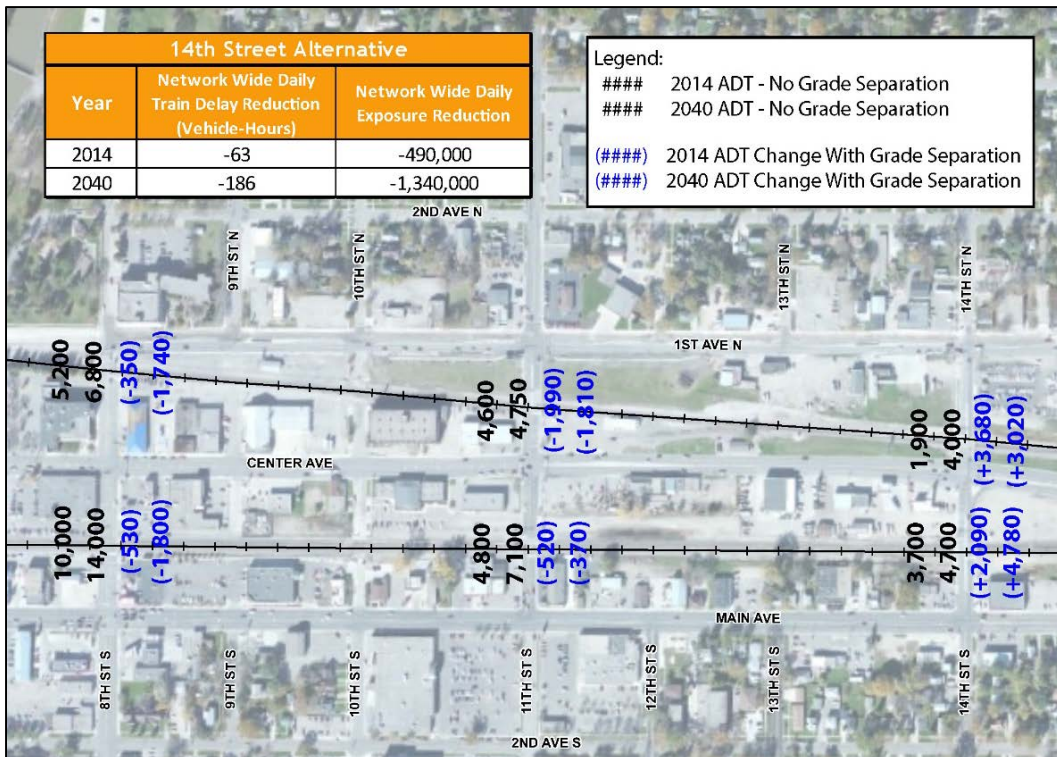 14th Street Alternative
Year
Network Wide Daily
Train Delay Reduction
(Vehicle-Hours)
Network Wide Daily
Exposure Reduction
2014 -63 -490,000
2040 -186 -1,340,000
Legend:
#### 2014 ADT - No Grade Separation
#### 2040 ADT - No Grade Separation
(####) 2014 ADT Change With Grade Separation
(####) 2040 ADT Change With Grade Separation
2ND AVE N
9TH ST N
10TH ST N
13TH ST N
14TH ST N
1ST AVE N
5,200
6,800
(-350)
(-1,740)
4,600
4,750
(-1,990)
(-1,810)
1,900
4,000
(+3,680)
(+3,020)
CENTER AVE
10,000
14,000
(-530)
(-1,800)
4,800
7,100
(-520)
(-370)
3,700
4,700
(+2,090)
(+4,780)
MAIN AVE
8TH ST S
9TH ST S
10TH ST S
11TH ST S
12TH ST S
13TH ST S
14TH ST S
2ND AVE S